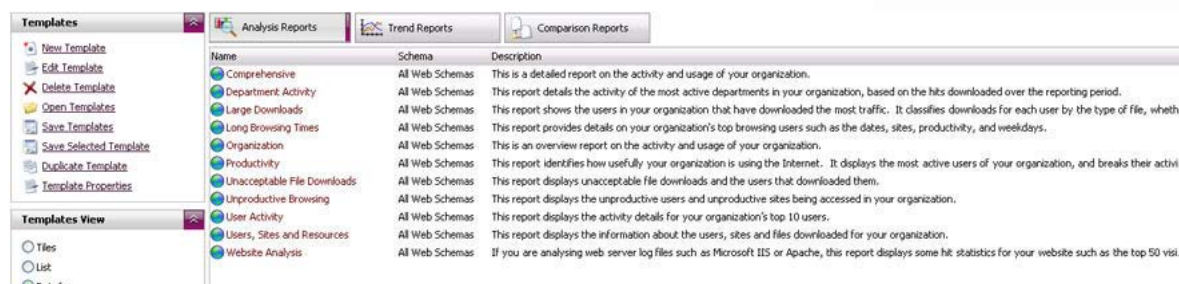 Templates
New Template
Edit Template
Delete Template
Open Templates
Save Templates
Save Selected Template
Duplicate Template
Template Properties
Templates View
Tiles
List
Analysis Reports Trend Reports Comparison Reports
Name Schema Description
Comprehensive All Web Schemas This is a detailed report on the activity and usage of your organization.
Department Activity All Web Schemas This report details the activity of the most active departments in your organization, based on the hits downloaded over the reporting period.
Large Downloads All Web Schemas This report shows the users in your organization that have downloaded the most traffic. It classifies downloads for each user by the type of file, wheth
Long Browsing Times All Web Schemas This report provides details on your organization's top browsing users such as the dates, sites, productivity, and weekdays.
Organization All Web Schemas This is an overview report on the activity and usage of your organization.
Productivity All Web Schemas This report identifies how usefully your organization is using the Internet. It displays the most active users of your organization, and breaks their activi
Unacceptable File Downloads All Web Schemas This report displays unacceptable file downloads and the users that downloaded them.
Unproductive Browsing All Web Schemas This report displays the unproductive users and unproductive sites being accessed in your organization.
User Activity All Web Schemas This report displays the activity details for your organization's top 10 users.
Users, Sites and Resources All Web Schemas This report displays the information about the users, sites and files downloaded for your organization.
Website Analysis All Web Schemas If you are analysing web server log files such as Microsoft IIS or Apache, this report displays some hit statistics for your website such as the top 50 visi